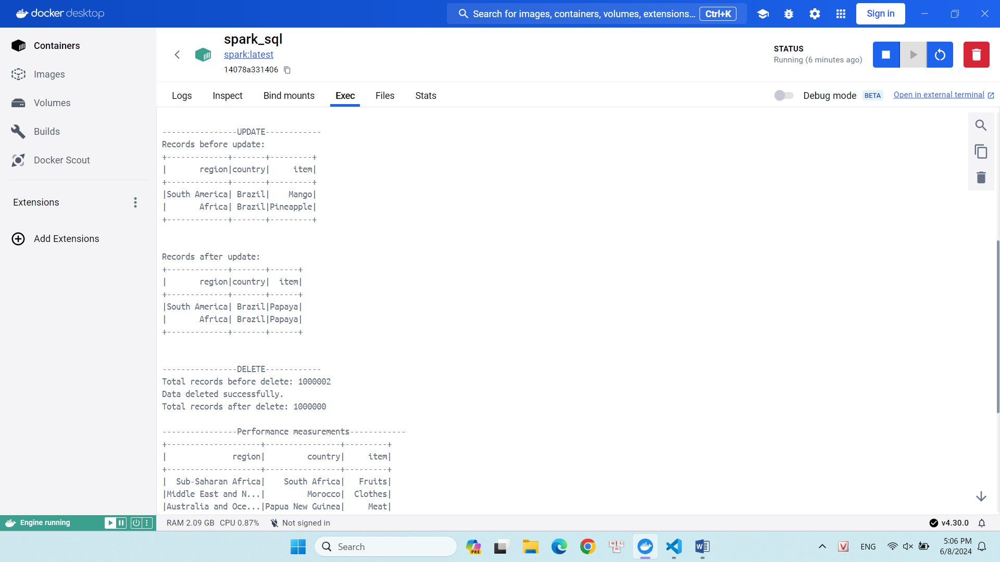 docker desktop
Search for images, containers, volumes, extensions... Ctrl+K
Sign in
Containers
Images
Volumes
Builds
Docker Scout
Extensions
Add Extensions
spark_sql
spark:latest
14078a331406
STATUS
Running (6 minutes ago)
Logs Inspect Bind mounts Exec Files Stats
Debug mode BETA Open in external terminal
----------------UPDATE------------
Records before update:
+-------------+-------+---------+
|       region|country|     item|
+-------------+-------+---------+
|South America| Brazil|    Mango|
|       Africa| Brazil|Pineapple|
+-------------+-------+---------+
Records after update:
+-------------+-------+------+
|       region|country|  item|
+-------------+-------+------+
|South America| Brazil|Papaya|
|       Africa| Brazil|Papaya|
+-------------+-------+------+
----------------DELETE------------
Total records before delete: 1000002
Data deleted successfully.
Total records after delete: 1000000
----------------Performance measurements------------
+--------------------+----------------+---------+
|              region|         country|     item|
+--------------------+----------------+---------+
|  Sub-Saharan Africa|    South Africa|   Fruits|
|Middle East and N...|         Morocco|  Clothes|
|Australia and Oce...|Papua New Guinea|     Meat|
Engine running
RAM 2.09 GB CPU 0.87% Not signed in
v4.30.0
Search
PRE
ENG
5:06 PM
6/8/2024